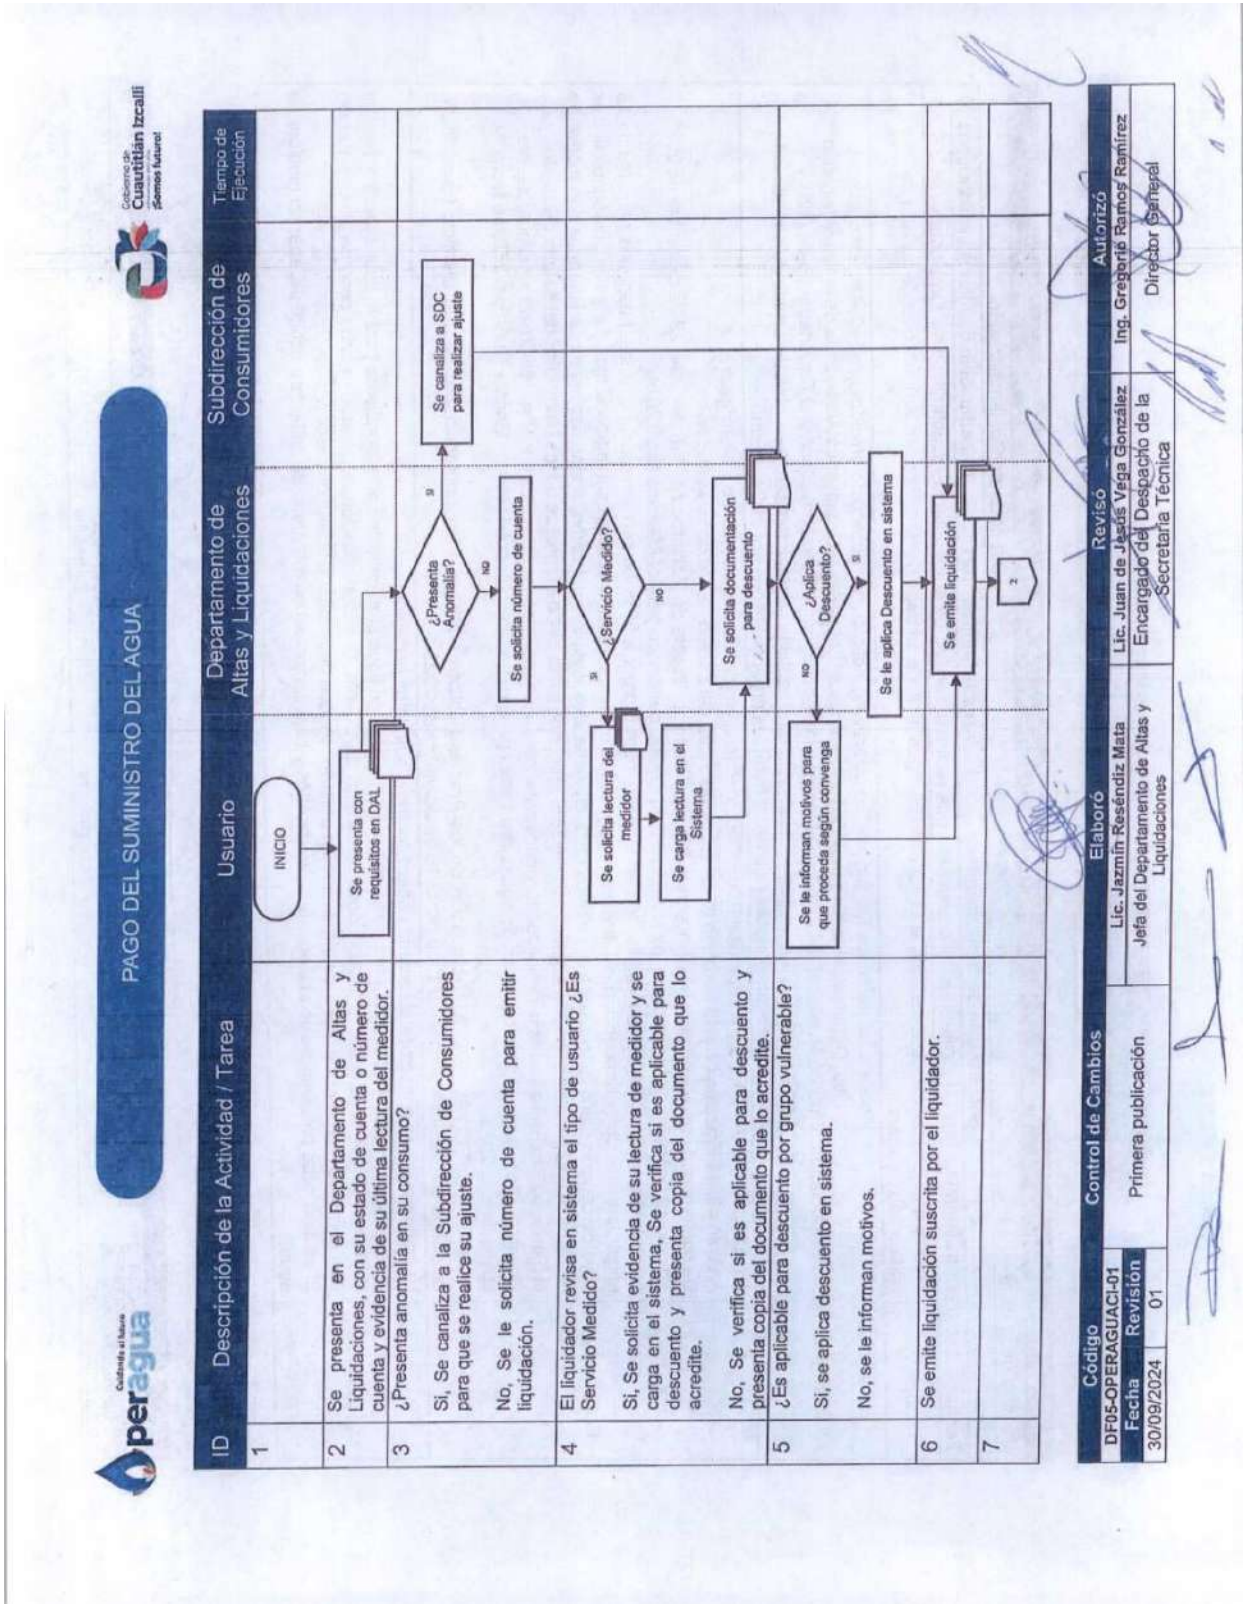 Cuidando el futuro
Operagua
PAGO DEL SUMINISTRO DEL AGUA
Gobierno de
Cuautitlán Izcalli
¡Somos futuro!
ID
Descripción de la Actividad / Tarea
Usuario
Departamento de
Altas y Liquidaciones
Subdirección de
Consumidores
Tiempo de
Ejecución
1
INICIO
2
Se presenta en el Departamento de Altas y
Liquidaciones, con su estado de cuenta o número de
cuenta y evidencia de su última lectura del medidor.
Se presenta con
requisitos en DAL
3
¿Presenta anomalía en su consumo?
Si, Se canaliza a la Subdirección de Consumidores
para que se realice su ajuste.
No, Se le solicita número de cuenta para emitir
liquidación.
¿Presenta
Anomalía?
SI
NO
Se canaliza a SDC
para realizar ajuste
Se solicita número de cuenta
4
El liquidador revisa en sistema el tipo de usuario ¿Es
Servicio Medido?
Si, Se solicita evidencia de su lectura de medidor y se
carga en el sistema, Se verifica si es aplicable para
descuento y presenta copia del documento que lo
acredite.
No, Se verifica si es aplicable para descuento y
presenta copia del documento que lo acredite.
¿Servicio Medido?
SI
NO
Se solicita lectura del
medidor
Se carga lectura en el
Sistema
Se solicita documentación
para descuento
5
¿Es aplicable para descuento por grupo vulnerable?
Si, se aplica descuento en sistema.
No, se le informan motivos.
¿Aplica
Descuento?
NO
SI
Se le informan motivos para
que proceda según convenga
Se le aplica Descuento en sistema
6
Se emite liquidación suscrita por el liquidador.
Se emite liquidación
7
2
Código
Control de Cambios
Elaboró
Revisó
Autorizó
DF05-OPERAGUACI-01
Primera publicación
Lic. Jazmín Reséndiz Mata
Lic. Juan de Jesús Vega González
Ing. Gregorio Ramos Ramírez
Fecha
Revisión
Jefa del Departamento de Altas y
Liquidaciones
Encargado del Despacho de la
Secretaría Técnica
Director General
30/09/2024
01